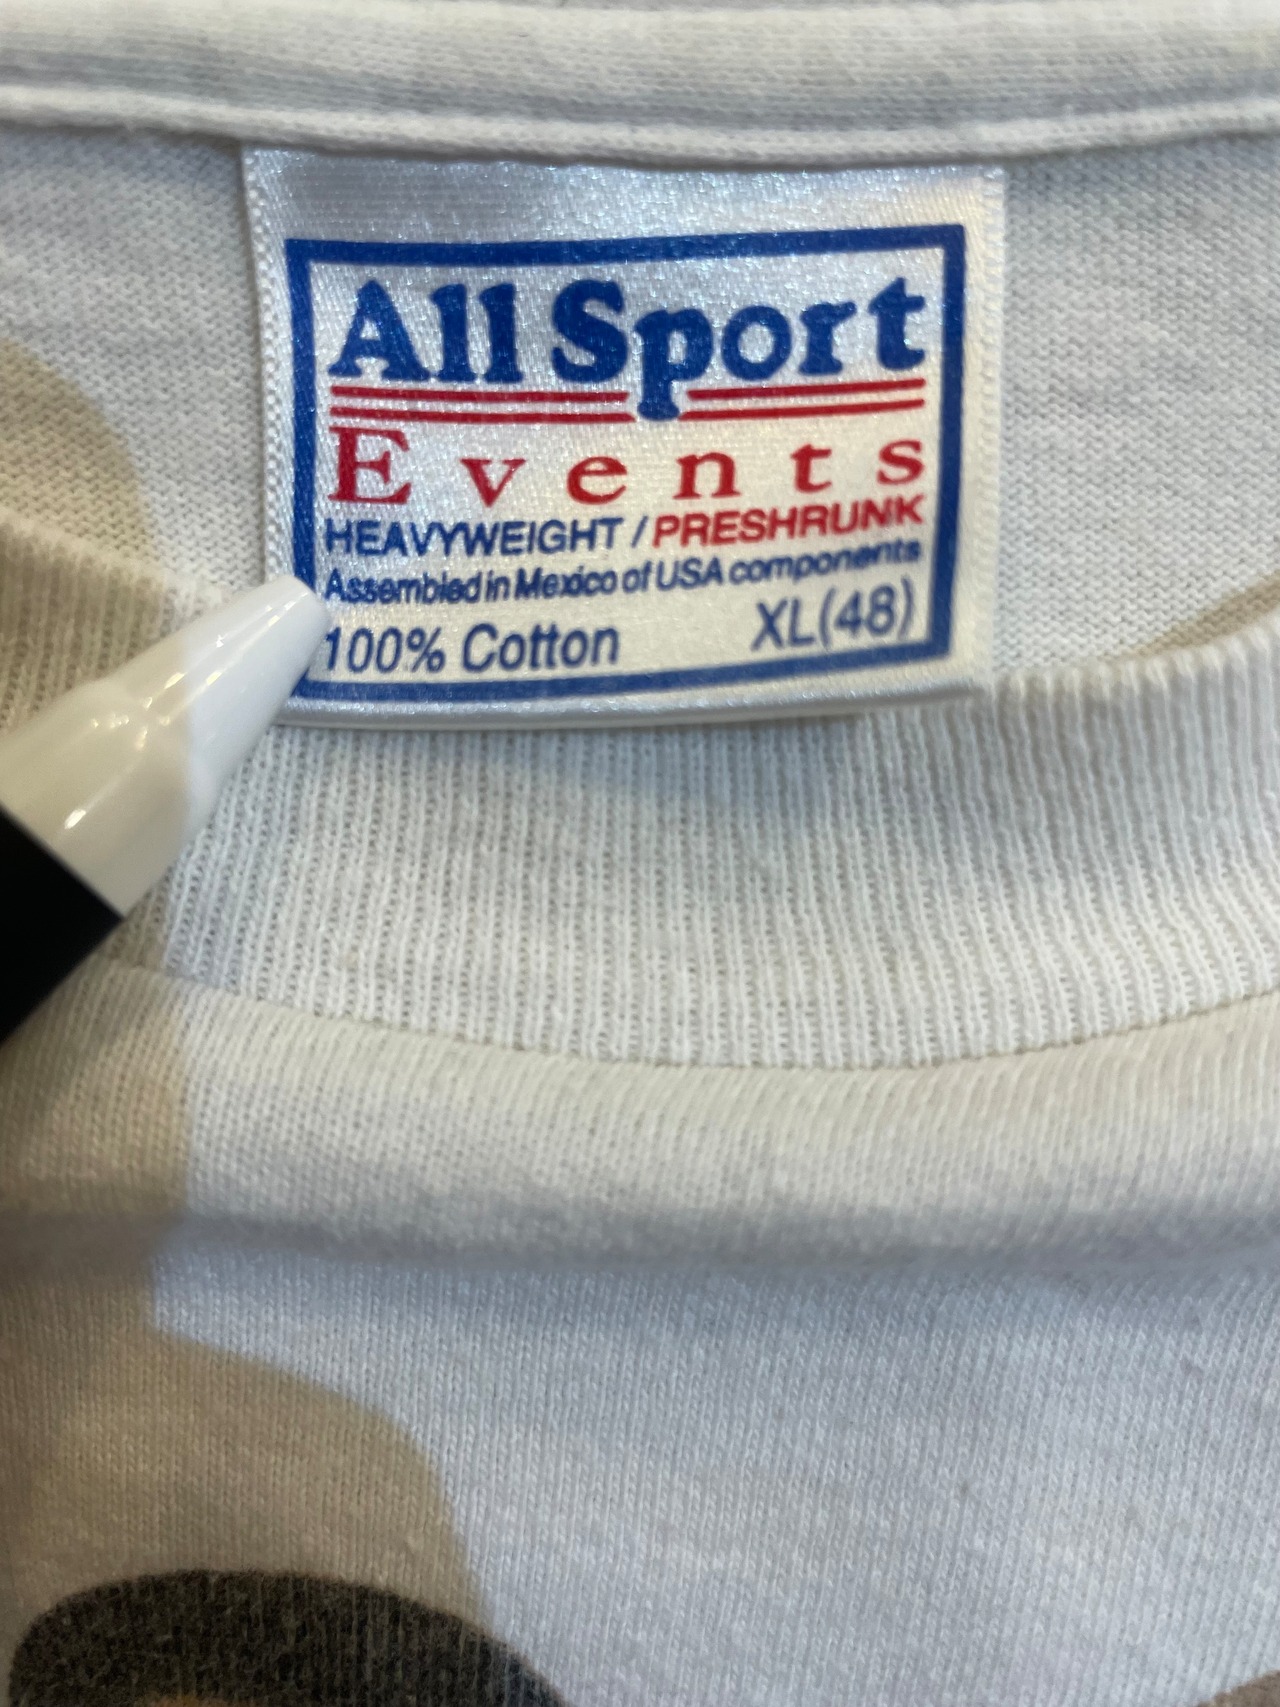 All Sport
Events
HEAVYWEIGHT / PRESHRUNK
Assembled in Mexico of USA components
100% Cotton XL(48)